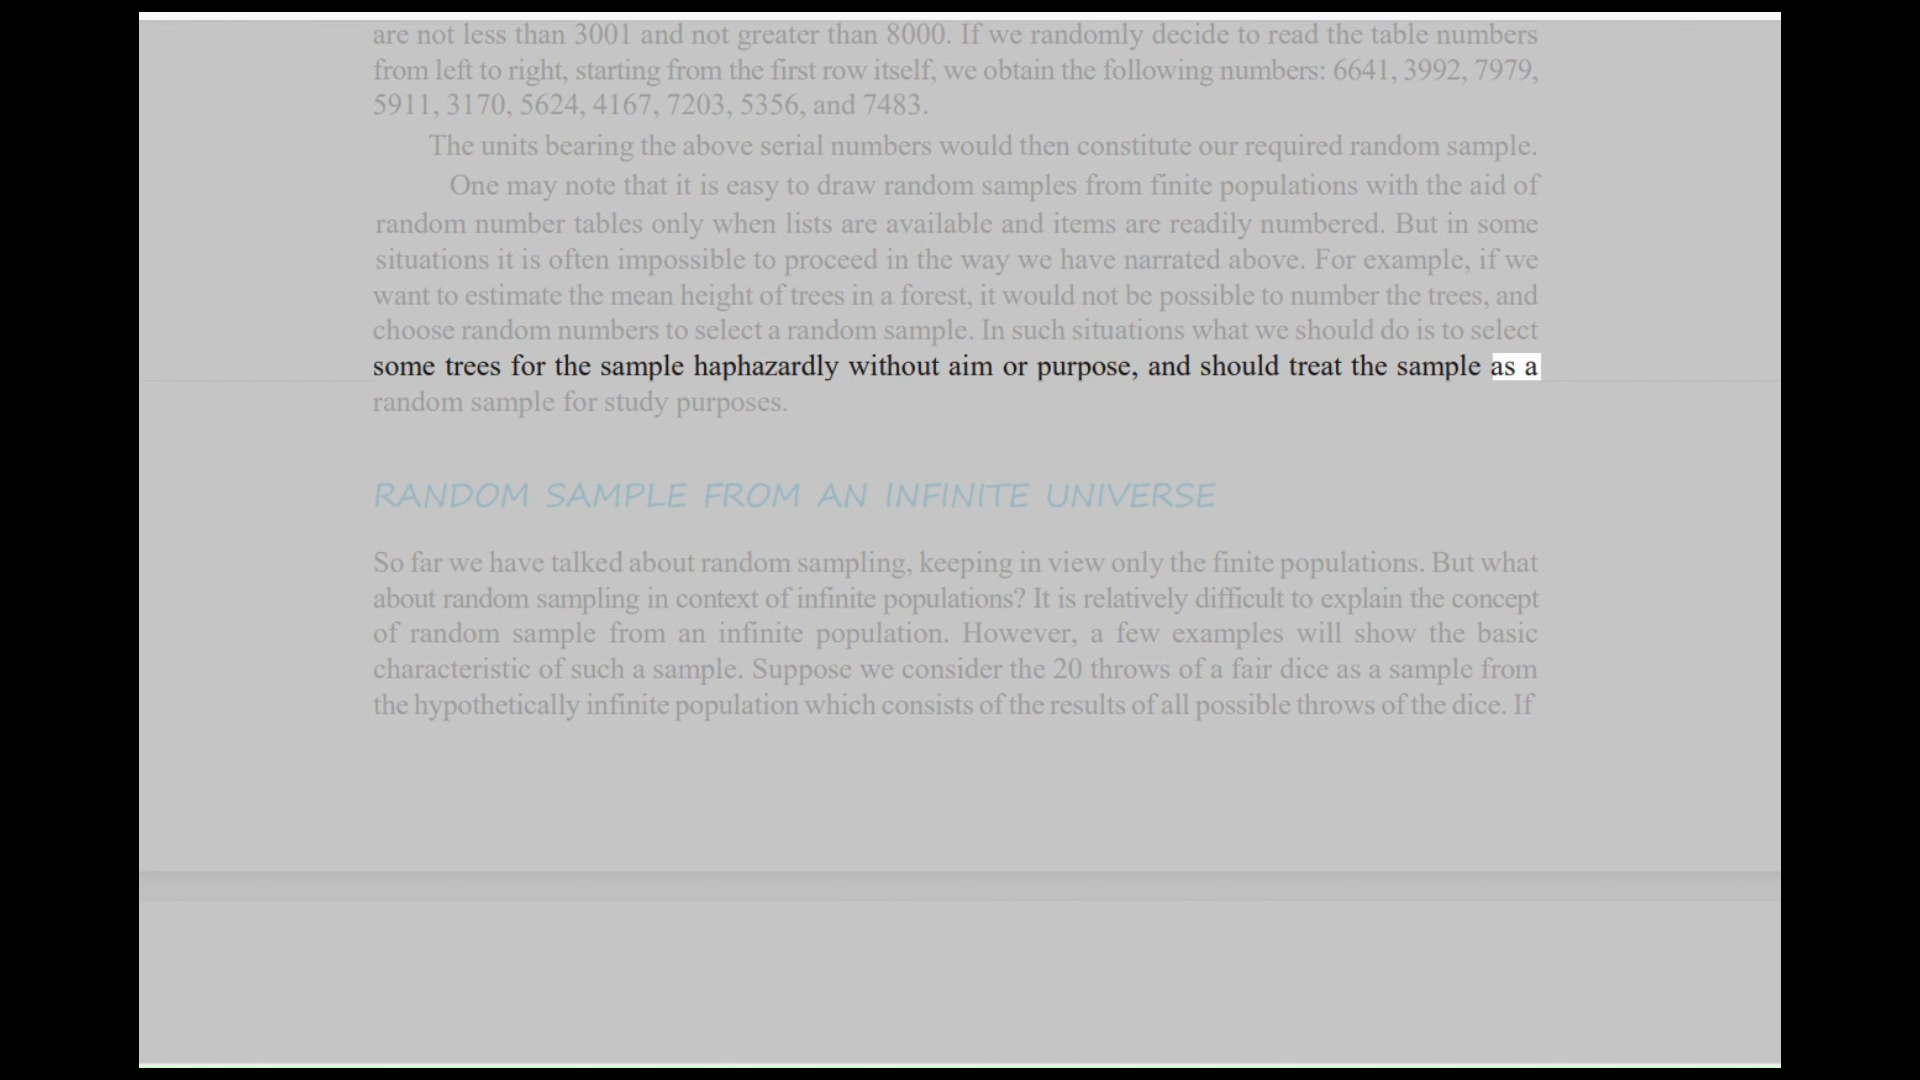 are not less than 3001 and not greater than 8000. If we randomly decide to read the table numbers
from left to right, starting from the first row itself, we obtain the following numbers: 6641, 3992, 7979,
5911, 3170, 5624, 4167, 7203, 5356, and 7483.
The units bearing the above serial numbers would then constitute our required random sample.
One may note that it is easy to draw random samples from finite populations with the aid of
random number tables only when lists are available and items are readily numbered. But in some
situations it is often impossible to proceed in the way we have narrated above. For example, if we
want to estimate the mean height of trees in a forest, it would not be possible to number the trees, and
choose random numbers to select a random sample. In such situations what we should do is to select
some trees for the sample haphazardly without aim or purpose, and should treat the sample as a
random sample for study purposes.
RANDOM SAMPLE FROM AN INFINITE UNIVERSE
So far we have talked about random sampling, keeping in view only the finite populations. But what
about random sampling in context of infinite populations? It is relatively difficult to explain the concept
of random sample from an infinite population. However, a few examples will show the basic
characteristic of such a sample. Suppose we consider the 20 throws of a fair dice as a sample from
the hypothetically infinite population which consists of the results of all possible throws of the dice. If